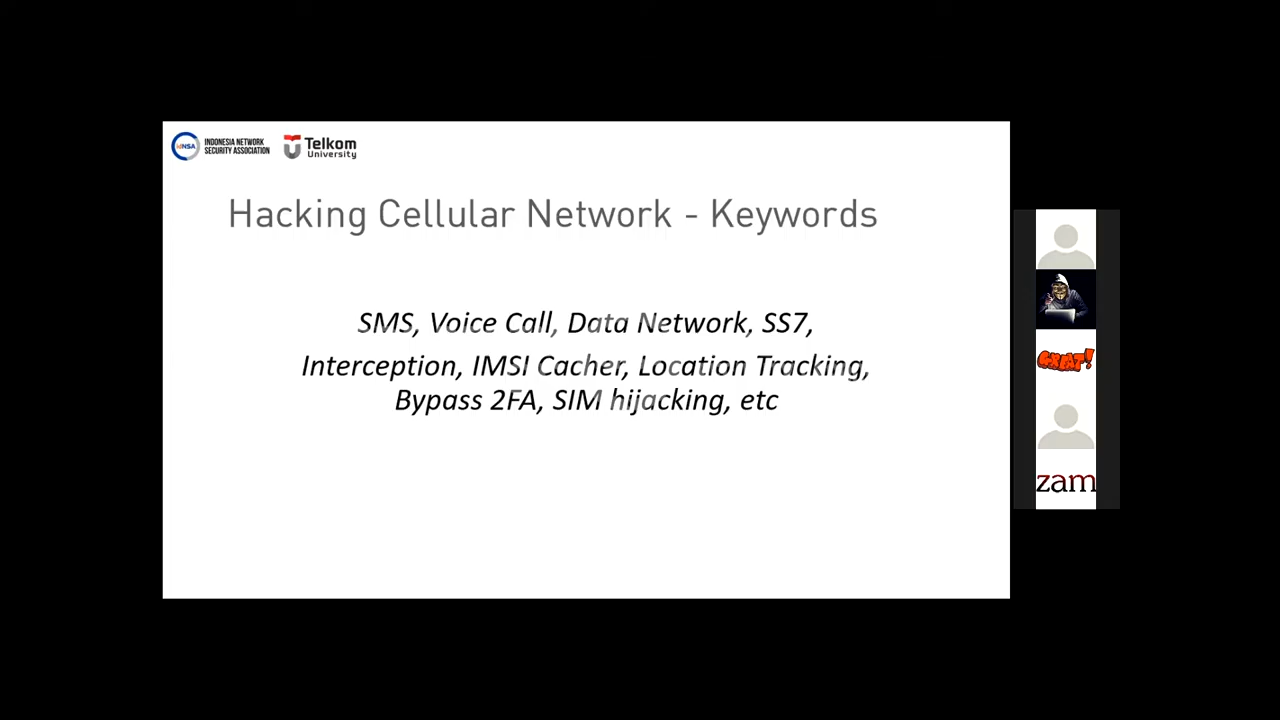 INDONESIA NETWORK
SECURITY ASSOCIATION
Telkom
University
Hacking Cellular Network - Keywords
SMS, Voice Call, Data Network, SS7,
Interception, IMSI Cacher, Location Tracking,
Bypass 2FA, SIM hijacking, etc
GREAT!
zam